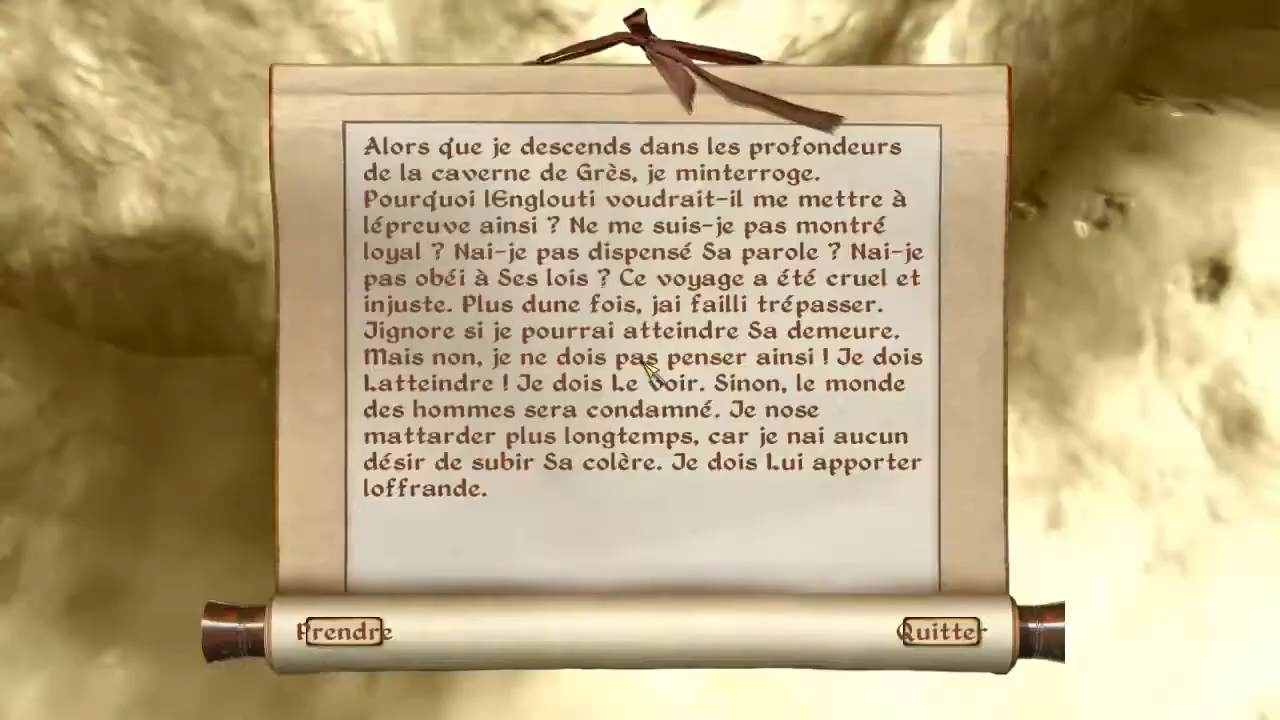 Alors que je descends dans les profondeurs
de la caverne de Grès, je minterroge.
Pourquoi lEnglouti voudrait-il me mettre à
lépreuve ainsi ? Ne me suis-je pas montré
loyal ? Nai-je pas dispensé Sa parole ? Nai-je
pas obéi à Ses lois ? Ce voyage a été cruel et
injuste. Plus dune fois, jai failli trépasser.
Jignore si je pourrai atteindre Sa demeure.
Mais non, je ne dois pas penser ainsi ! Je dois
Latteindre ! Je dois Le voir. Sinon, le monde
des hommes sera condamné. Je nose
mattarder plus longtemps, car je nai aucun
désir de subir Sa colère. Je dois Lui apporter
loffrande.
Prendre
Quitter